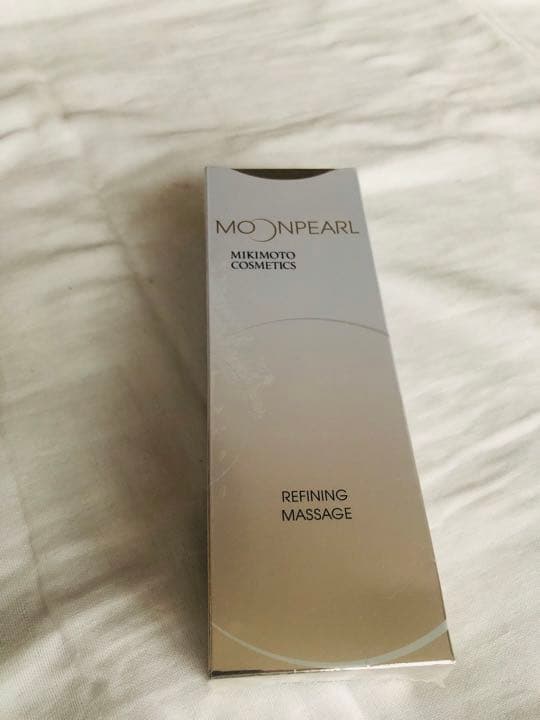 MOONPEARL
MIKIMOTO
COSMETICS
REFINING
MASSAGE